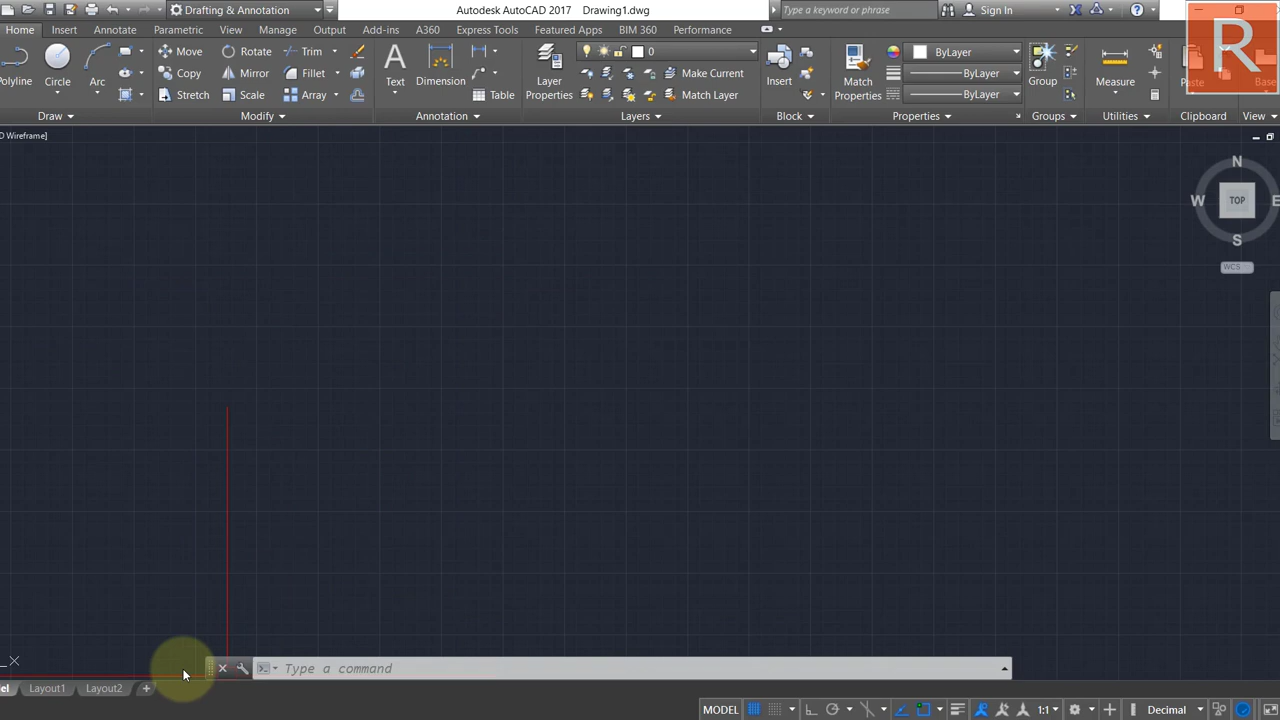 Drafting & Annotation
Autodesk AutoCAD 2017 Drawing1.dwg
Type a keyword or phrase
Sign In
Home Insert Annotate Parametric View Manage Output Add-ins A360 Express Tools Featured Apps BIM 360 Performance
Polyline Circle Arc
Move Rotate Trim
Copy Mirror Fillet
Stretch Scale Array
Text Dimension Table
Layer Properties
0
Make Current
Match Layer
Insert
Match Properties
ByLayer
ByLayer
ByLayer
Group
Measure
Paste
Base
R
Draw Modify Annotation Layers Block Properties Groups Utilities Clipboard View
D Wireframe]
N
W TOP E
S
WCS
X
Type a command
el Layout1 Layout2 +
MODEL 1:1 Decimal